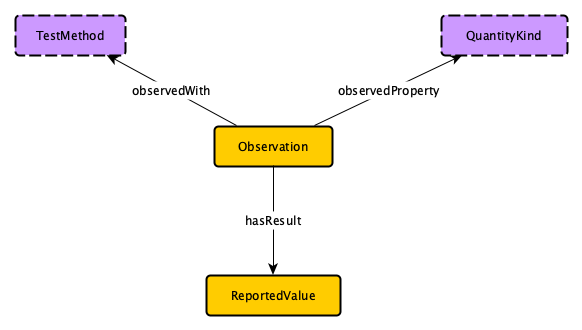 TestMethod
QuantityKind
observedWith
observedProperty
Observation
hasResult
ReportedValue